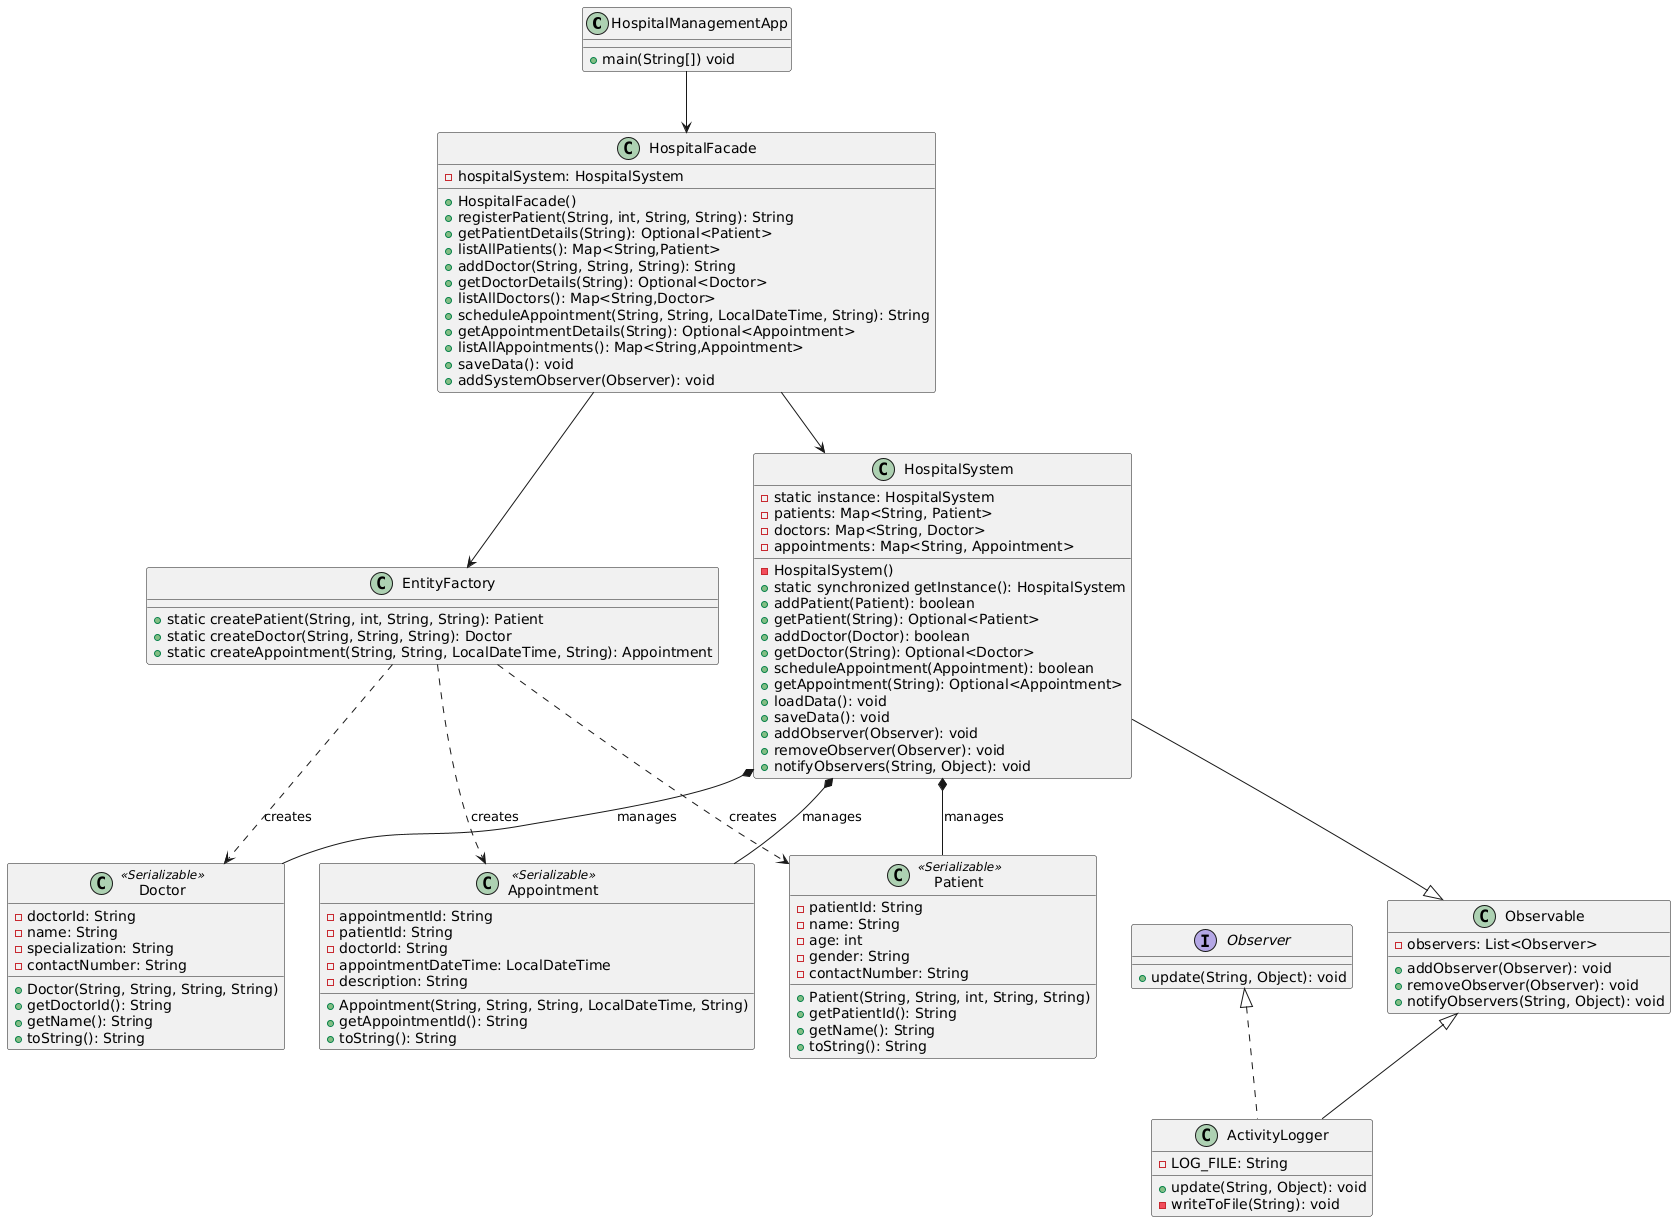 C HospitalManagementApp
main(String[]) void
C HospitalFacade
hospitalSystem: HospitalSystem
HospitalFacade()
registerPatient(String, int, String, String): String
getPatientDetails(String): Optional<Patient>
listAllPatients(): Map<String,Patient>
addDoctor(String, String, String): String
getDoctorDetails(String): Optional<Doctor>
listAllDoctors(): Map<String,Doctor>
scheduleAppointment(String, String, LocalDateTime, String): String
getAppointmentDetails(String): Optional<Appointment>
listAllAppointments(): Map<String,Appointment>
saveData(): void
addSystemObserver(Observer): void
C HospitalSystem
static instance: HospitalSystem
patients: Map<String, Patient>
doctors: Map<String, Doctor>
appointments: Map<String, Appointment>
HospitalSystem()
static synchronized getInstance(): HospitalSystem
addPatient(Patient): boolean
getPatient(String): Optional<Patient>
addDoctor(Doctor): boolean
getDoctor(String): Optional<Doctor>
scheduleAppointment(Appointment): boolean
getAppointment(String): Optional<Appointment>
loadData(): void
saveData(): void
addObserver(Observer): void
removeObserver(Observer): void
notifyObservers(String, Object): void
C EntityFactory
static createPatient(String, int, String, String): Patient
static createDoctor(String, String, String): Doctor
static createAppointment(String, String, LocalDateTime, String): Appointment
creates
creates
manages
creates
manages
manages
C «Serializable»
Doctor
doctorId: String
name: String
specialization: String
contactNumber: String
Doctor(String, String, String, String)
getDoctorId(): String
getName(): String
toString(): String
C «Serializable»
Appointment
appointmentId: String
patientId: String
doctorId: String
appointmentDateTime: LocalDateTime
description: String
Appointment(String, String, String, LocalDateTime, String)
getAppointmentId(): String
toString(): String
C «Serializable»
Patient
patientId: String
name: String
age: int
gender: String
contactNumber: String
Patient(String, String, int, String, String)
getPatientId(): String
getName(): String
toString(): String
I Observer
update(String, Object): void
C Observable
observers: List<Observer>
addObserver(Observer): void
removeObserver(Observer): void
notifyObservers(String, Object): void
C ActivityLogger
LOG_FILE: String
update(String, Object): void
writeToFile(String): void